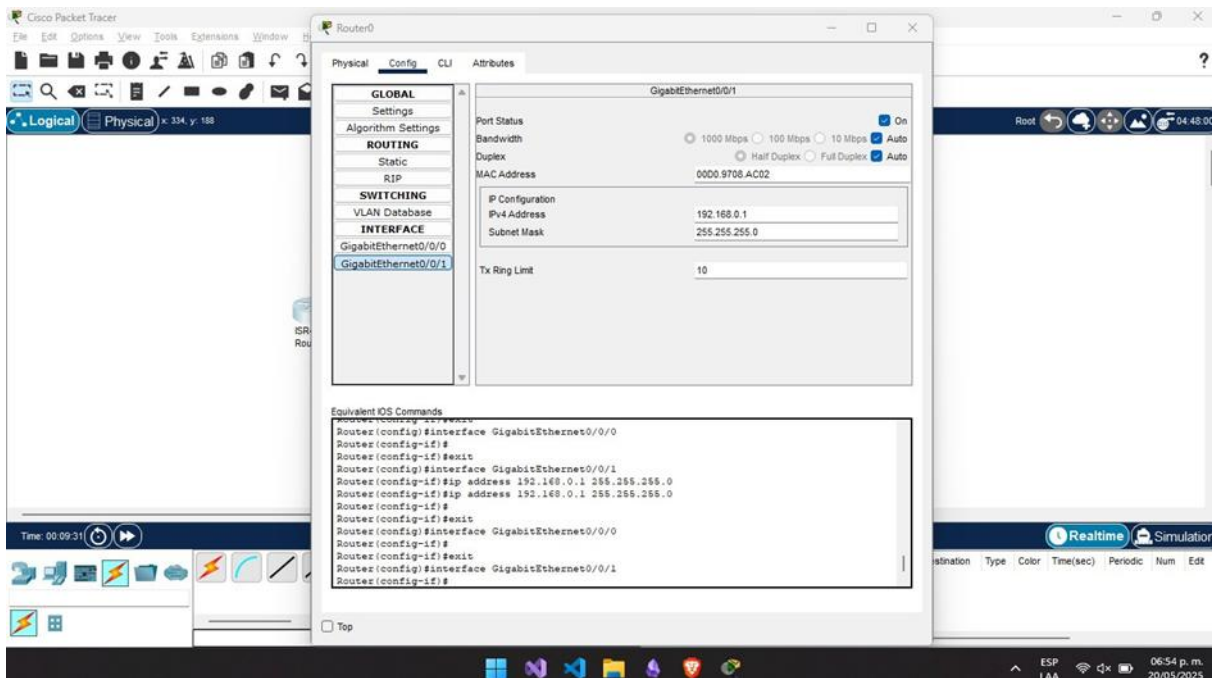 Cisco Packet Tracer
File Edit Options View Tools Extensions Window
?
Logical Physical x: 334, y: 188
Root 04:48:00
Router0
Physical Config CLI Attributes
GLOBAL
Settings
Algorithm Settings
ROUTING
Static
RIP
SWITCHING
VLAN Database
INTERFACE
GigabitEthernet0/0/0
GigabitEthernet0/0/1
GigabitEthernet0/0/1
Port Status On
Bandwidth 1000 Mbps 100 Mbps 10 Mbps Auto
Duplex Half Duplex Full Duplex Auto
MAC Address 00D0.9708.AC02
IP Configuration
IPv4 Address 192.168.0.1
Subnet Mask 255.255.255.0
Tx Ring Limit 10
ISR
Rou
Equivalent IOS Commands
Router(config-if)#exit
Router(config)#interface GigabitEthernet0/0/0
Router(config-if)#
Router(config-if)#exit
Router(config)#interface GigabitEthernet0/0/1
Router(config-if)#ip address 192.168.0.1 255.255.255.0
Router(config-if)#ip address 192.168.0.1 255.255.255.0
Router(config-if)#
Router(config-if)#exit
Router(config)#interface GigabitEthernet0/0/0
Router(config-if)#
Router(config-if)#exit
Router(config)#interface GigabitEthernet0/0/1
Router(config-if)#
Top
Time: 00:09:31
Realtime Simulation
stination Type Color Time(sec) Periodic Num Edit
ESP
LAA
06:54 p. m.
20/05/2025